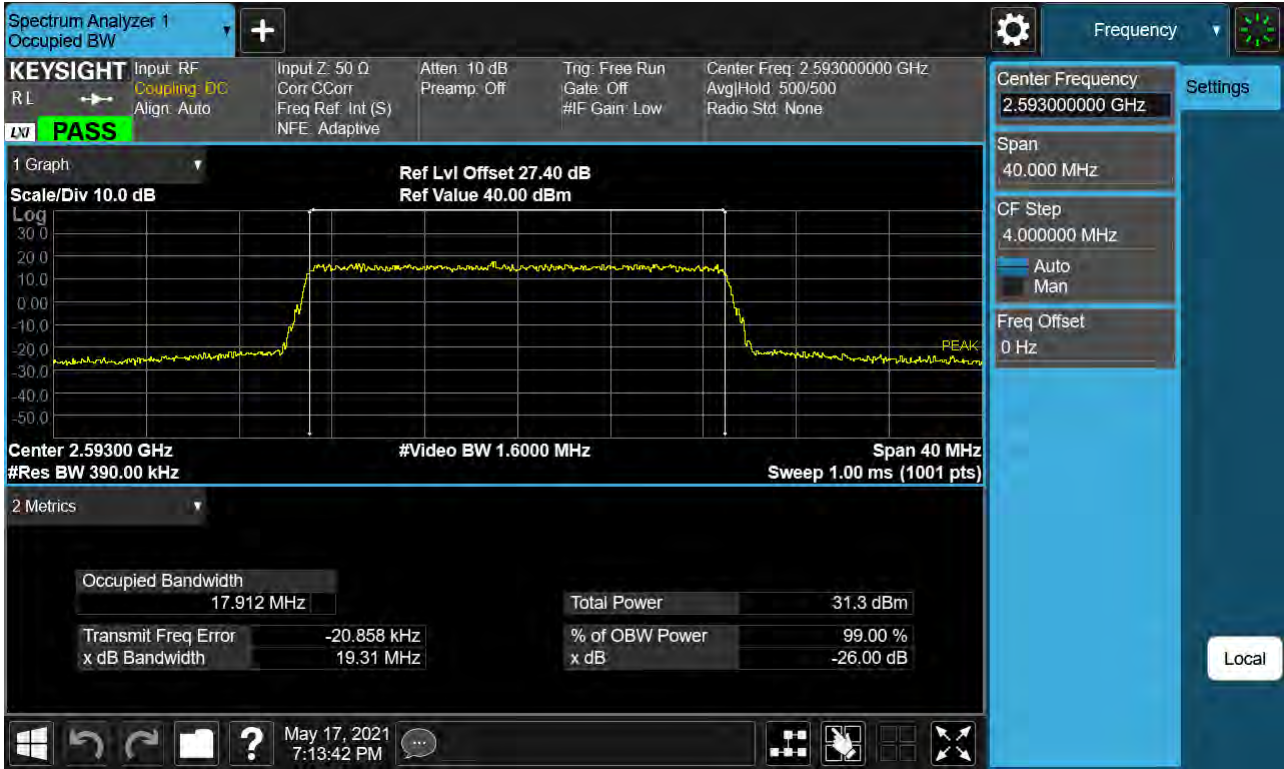 Spectrum Analyzer 1
Occupied BW
Frequency
KEYSIGHT
RL
LXI PASS
Input: RF
Coupling: DC
Align: Auto
Input Z: 50 Ω
Corr CCorr
Freq Ref: Int (S)
NFE: Adaptive
Atten: 10 dB
Preamp: Off
Trig: Free Run
Gate: Off
#IF Gain: Low
Center Freq: 2.593000000 GHz
Avg|Hold: 500/500
Radio Std: None
1 Graph
Scale/Div 10.0 dB
Ref Lvl Offset 27.40 dB
Ref Value 40.00 dBm
Log
30.0
20.0
10.0
0.00
-10.0
-20.0
-30.0
-40.0
-50.0
PEAK
Center 2.59300 GHz
#Res BW 390.00 kHz
#Video BW 1.6000 MHz
Span 40 MHz
Sweep 1.00 ms (1001 pts)
2 Metrics
Occupied Bandwidth
17.912 MHz
Transmit Freq Error -20.858 kHz
x dB Bandwidth 19.31 MHz
Total Power 31.3 dBm
% of OBW Power 99.00 %
x dB -26.00 dB
May 17, 2021
7:13:42 PM
Center Frequency
2.593000000 GHz
Span
40.000 MHz
CF Step
4.000000 MHz
Auto
Man
Freq Offset
0 Hz
Settings
Local